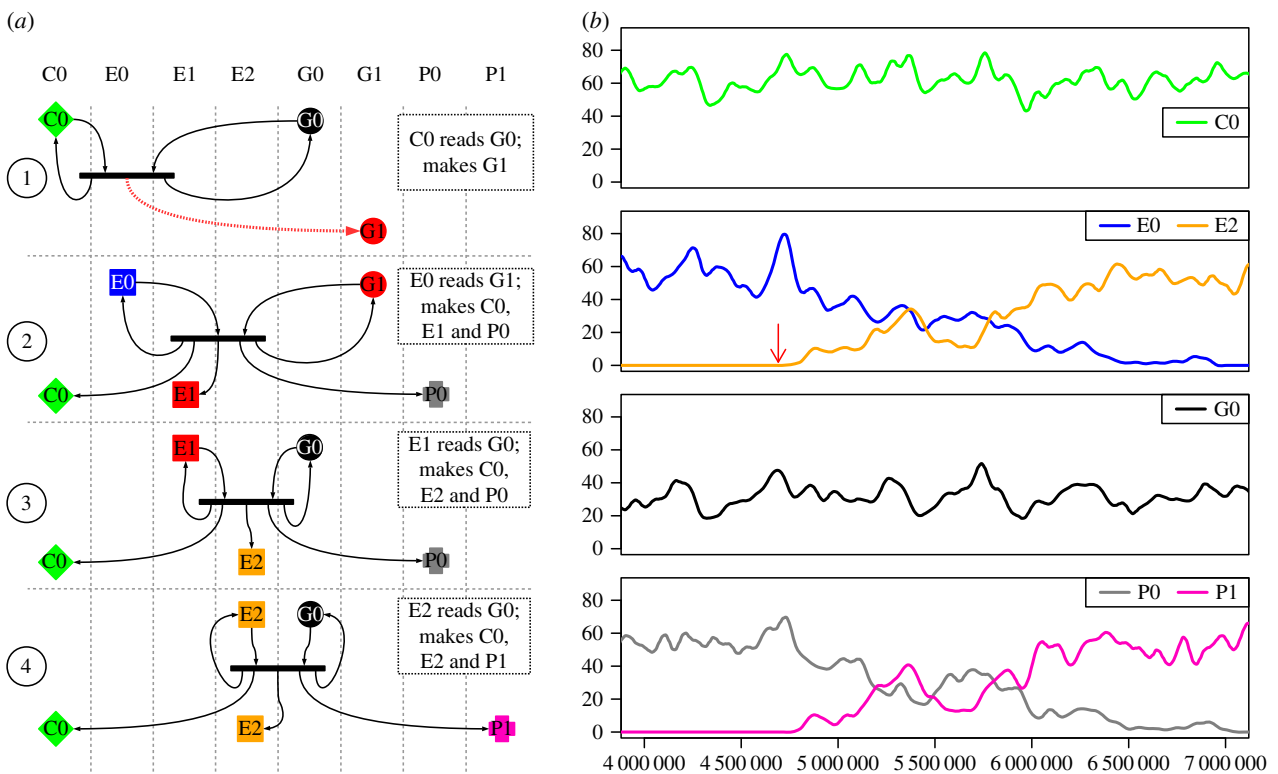 (a)
C0 E0 E1 E2 G0 G1 P0 P1
C0
G0
C0 reads G0;
makes G1
1
G1
E0
G1
E0 reads G1;
makes C0,
E1 and P0
2
C0
E1
P0
E1
G0
E1 reads G0;
makes C0,
E2 and P0
3
C0
E2
P0
E2
G0
E2 reads G0;
makes C0,
E2 and P1
4
C0
E2
P1
(b)
80
60
40
20
0
C0
80
60
40
20
0
E0 E2
80
60
40
20
0
G0
80
60
40
20
0
P0 P1
4 000 000 4 500 000 5 000 000 5 500 000 6 000 000 6 500 000 7 000 000